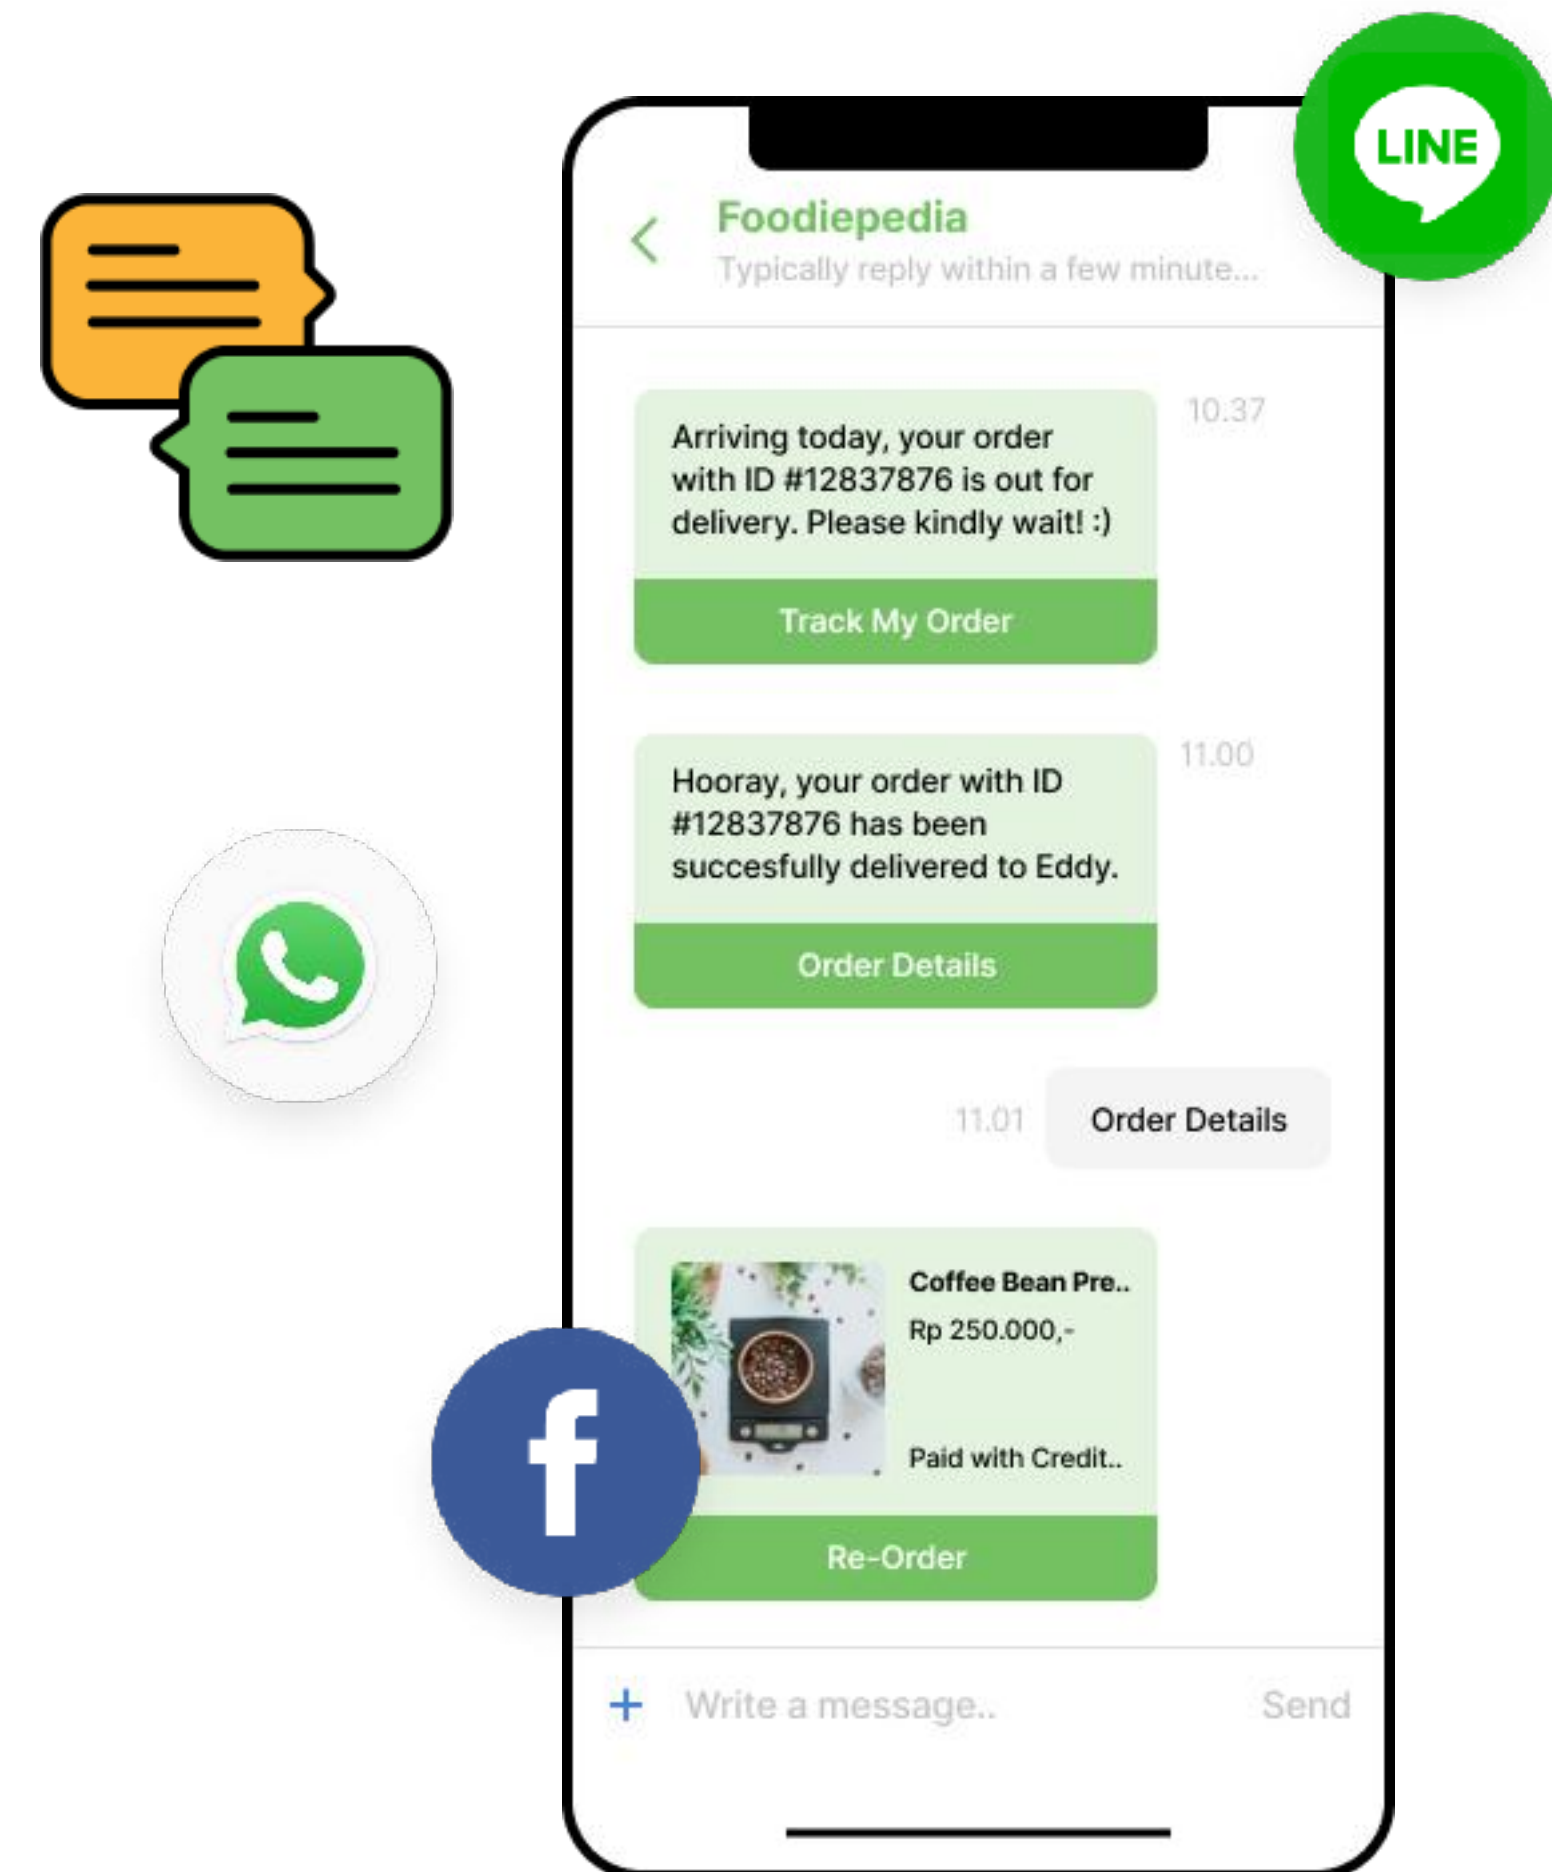 LINE
Foodiepedia
Typically reply within a few minute...
10.37
Arriving today, your order
with ID #12837876 is out for
delivery. Please kindly wait! :)
Track My Order
11.00
Hooray, your order with ID
#12837876 has been
succesfully delivered to Eddy.
Order Details
11.01
Order Details
Coffee Bean Pre..
Rp 250.000,-
Paid with Credit..
Re-Order
+ Write a message.. Send